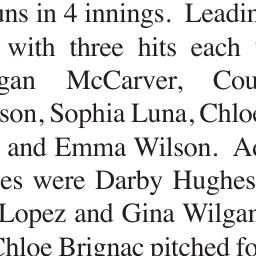 uns in 4 innings. Leadin
with three hits each
gan McCarver, Cou
son, Sophia Luna, Chloe
and Emma Wilson. Ad
es were Darby Hughes
Lopez and Gina Wilgan
Chloe Brignac pitched fo